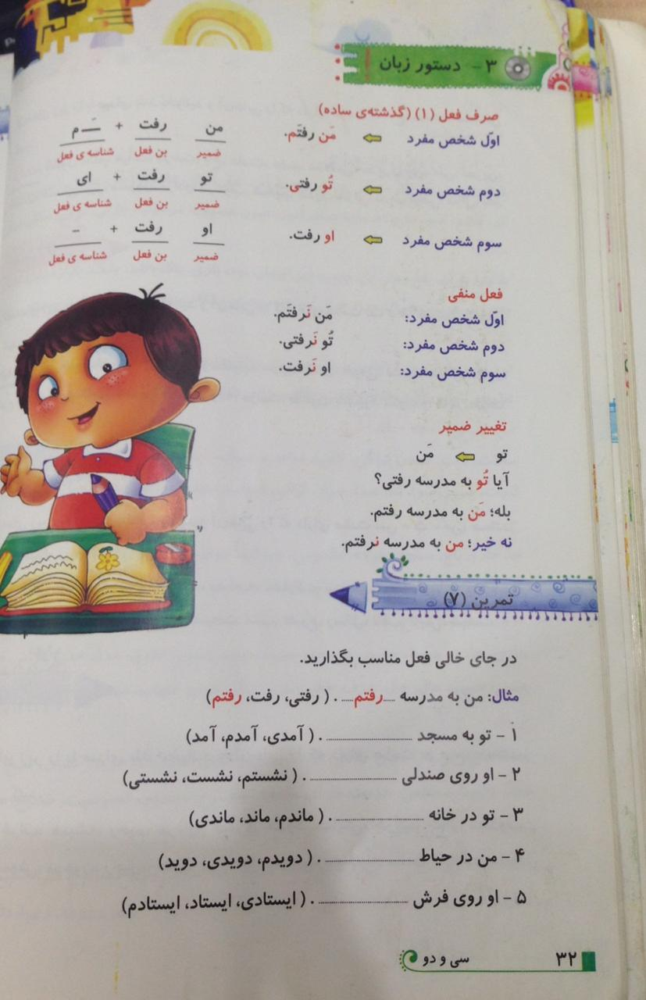 ۳ - دستور زبان
صرف فعل (۱) (گذشته‌ی ساده)
اوّل شخص مفرد مَن رفتَم. من رفت + ــَـ م
ضمیر بن فعل شناسه ی فعل
دوم شخص مفرد تُو رفتی. تو رفت + ای
ضمیر بن فعل شناسه ی فعل
سوم شخص مفرد او رفت. او رفت + –
ضمیر بن فعل شناسه ی فعل
فعل منفی
اوّل شخص مفرد: مَن نَرفتَم.
دوم شخص مفرد: تُو نَرفتی.
سوم شخص مفرد: او نَرفت.
تغییر ضمیر
تو مَن
آیا تُو به مدرسه رفتی؟
بله؛ مَن به مدرسه رفتم.
نه خیر؛ من به مدرسه نرفتم.
تمرین (۷)
در جای خالی فعل مناسب بگذارید.
مثال: من به مدرسه ....رفتم..... ( رفتی، رفت، رفتم)
۱ - تو به مسجد .................... . ( آمدی، آمدم، آمد)
۲ - او روی صندلی .................... . ( نشستم، نشست، نشستی)
۳ - تو در خانه .................... . ( ماندم، ماند، ماندی)
۴ - من در حیاط .................... . ( دویدم، دویدی، دوید)
۵ - او روی فرش .................... . ( ایستادی، ایستاد، ایستادم)
۳۲ سی و دو